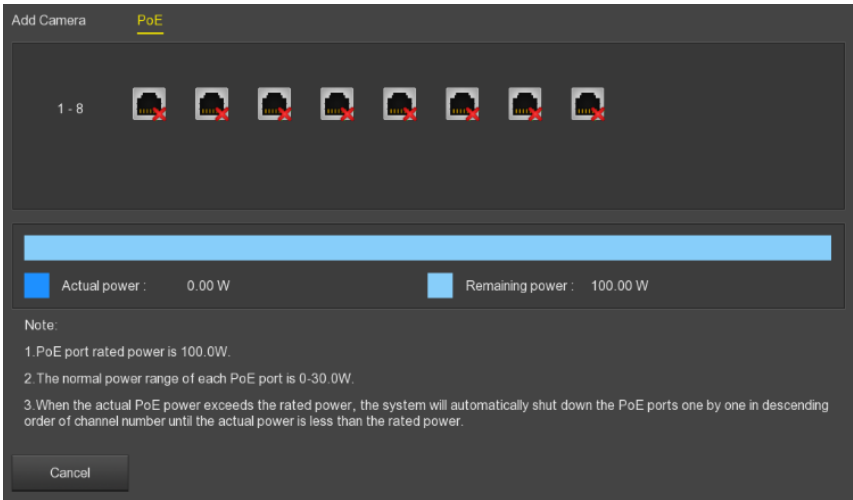 Add Camera PoE
1 - 8
Actual power : 0.00 W Remaining power : 100.00 W
Note:
1.PoE port rated power is 100.0W.
2.The normal power range of each PoE port is 0-30.0W.
3.When the actual PoE power exceeds the rated power, the system will automatically shut down the PoE ports one by one in descending
order of channel number until the actual power is less than the rated power.
Cancel